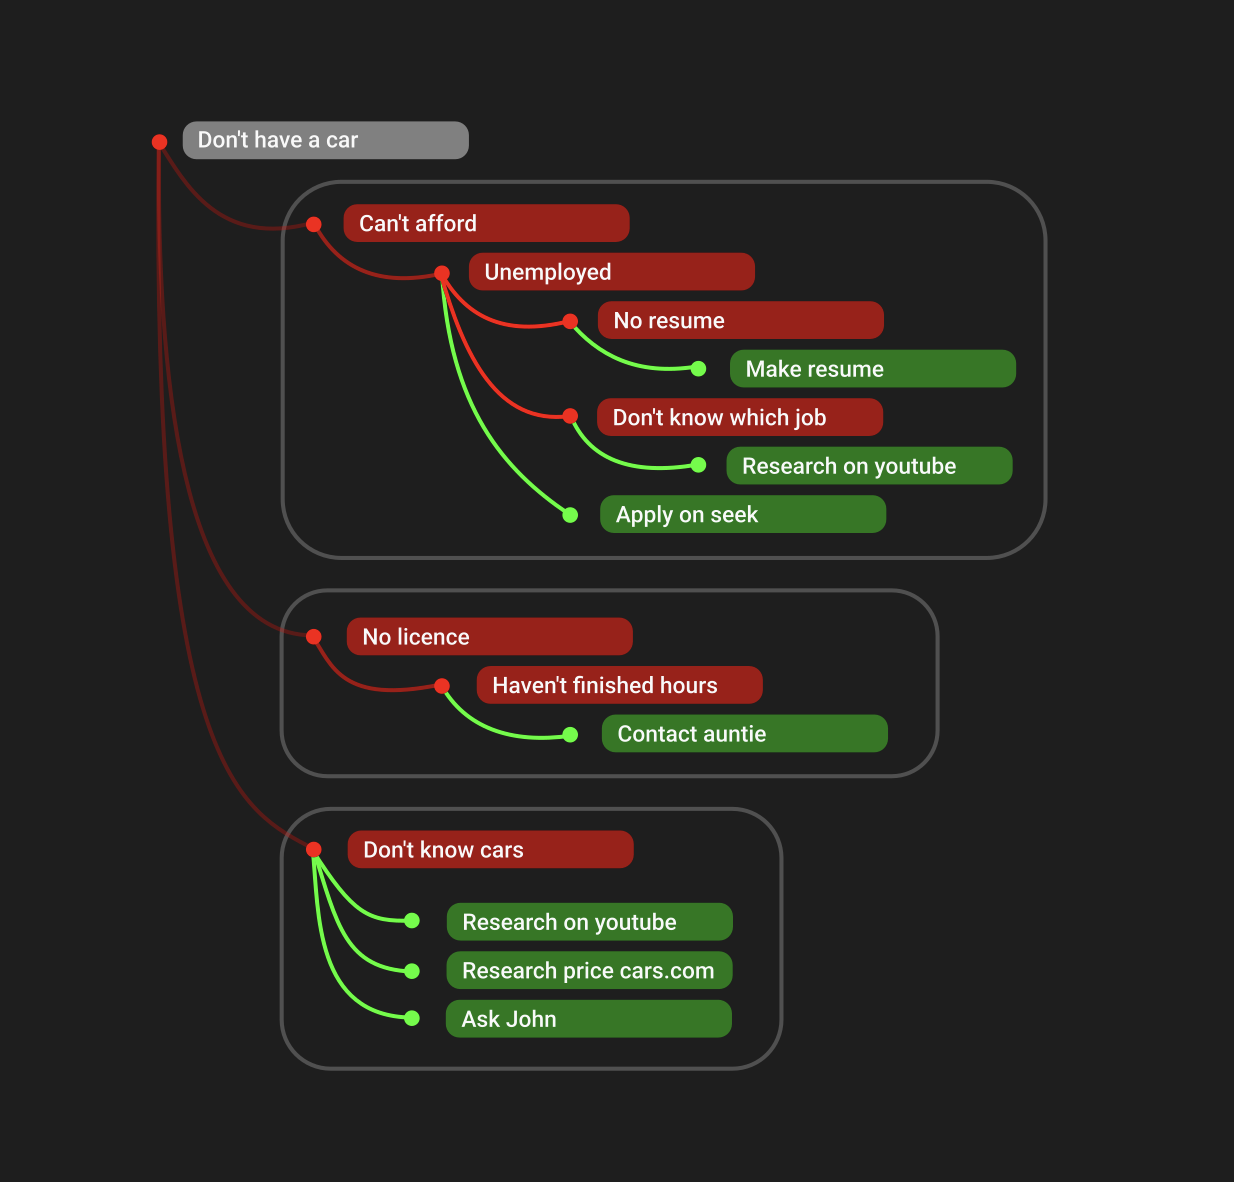 Don't have a car
Can't afford
Unemployed
No resume
Make resume
Don't know which job
Research on youtube
Apply on seek
No licence
Haven't finished hours
Contact auntie
Don't know cars
Research on youtube
Research price cars.com
Ask John